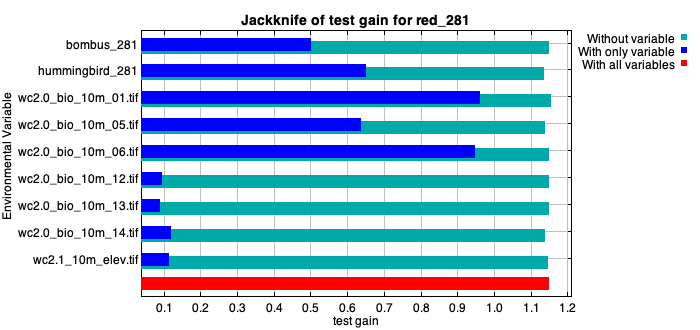 Jackknife of test gain for red_281
Without variable
With only variable
With all variables
Environmental Variable
bombus_281
hummingbird_281
wc2.0_bio_10m_01.tif
wc2.0_bio_10m_05.tif
wc2.0_bio_10m_06.tif
wc2.0_bio_10m_12.tif
wc2.0_bio_10m_13.tif
wc2.0_bio_10m_14.tif
wc2.1_10m_elev.tif
0.1 0.2 0.3 0.4 0.5 0.6 0.7 0.8 0.9 1.0 1.1 1.2
test gain